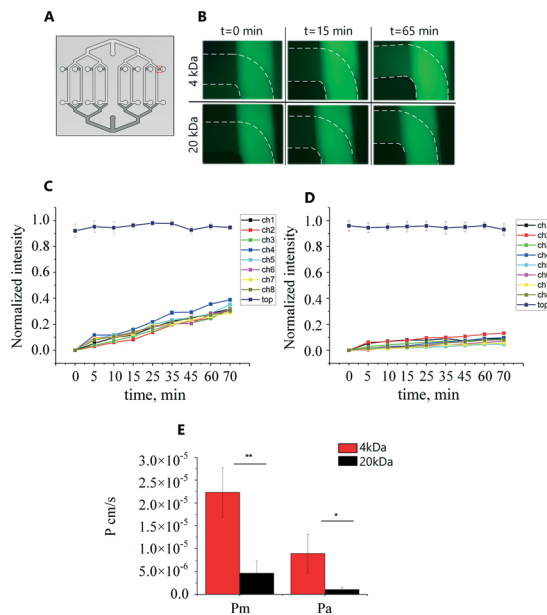 A
B
t=0 min t=15 min t=65 min
4 kDa
20 kDa
C
Normalized intensity
1.0
0.8
0.6
0.4
0.2
0.0
0 5 10 15 25 35 45 60 70
time, min
ch1
ch2
ch3
ch4
ch5
ch6
ch7
ch8
top
D
Normalized intensity
1.0
0.8
0.6
0.4
0.2
0.0
0 5 10 15 25 35 45 60 70
time, min
top
E
4kDa
20kDa
P cm/s
3.0×10⁻⁵
2.5×10⁻⁵
2.0×10⁻⁵
1.5×10⁻⁵
1.0×10⁻⁵
5.0×10⁻⁶
0.0
**
*
Pm Pa